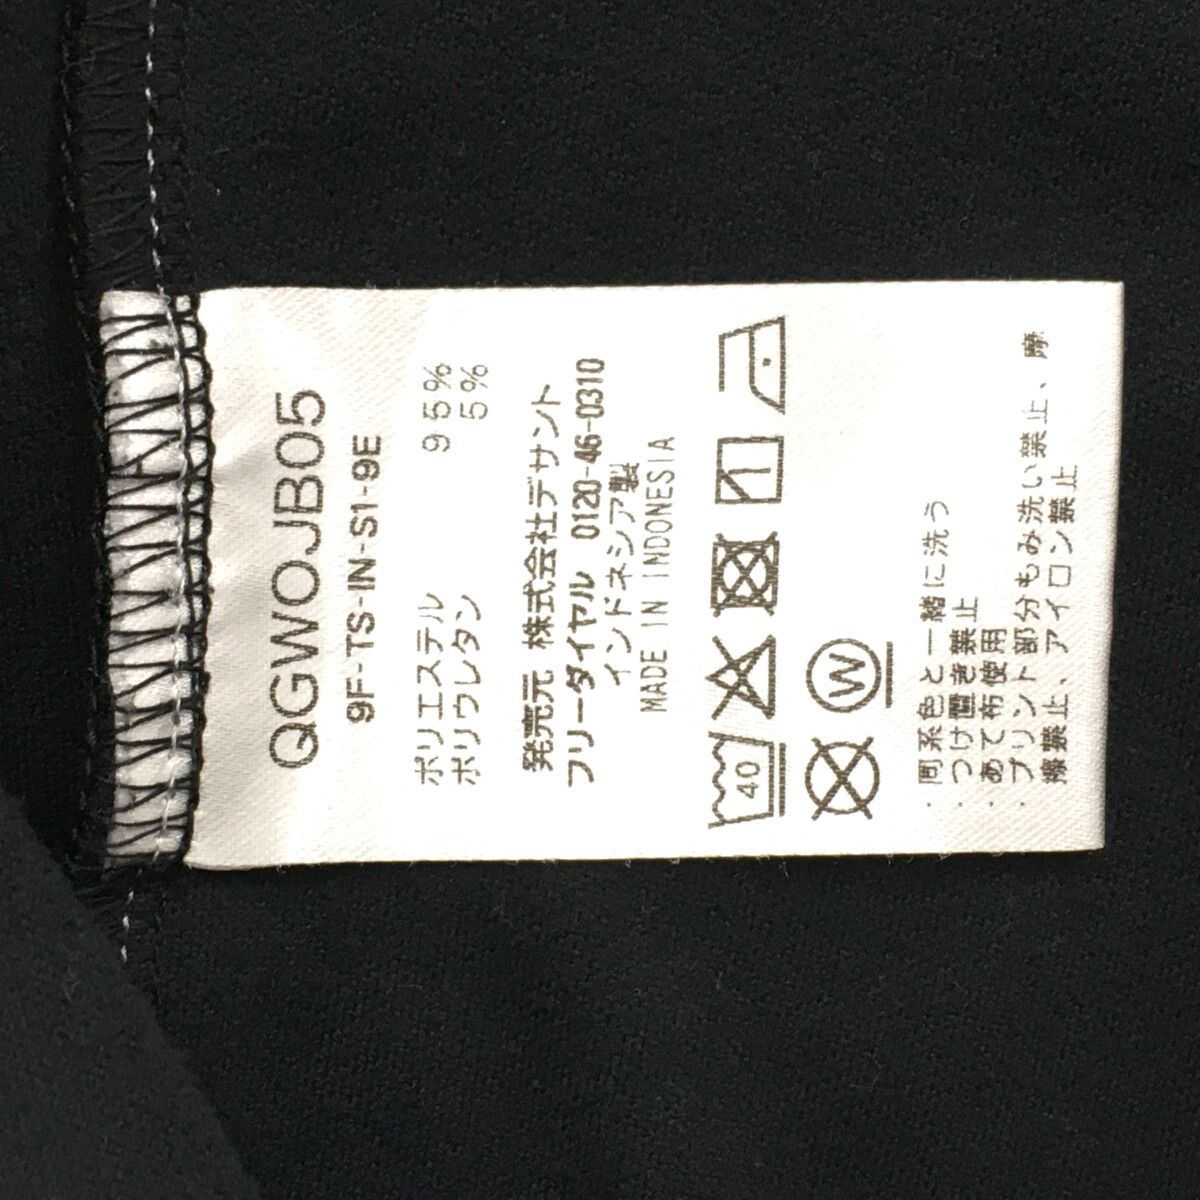 QGWOJB05
9F-TS-IN-S1-9E
ポリエステル 95%
ポリウレタン 5%
発売元 株式会社デサント
フリーダイヤル 0120-46-0310
インドネシア製
MADE IN INDONESIA
40
W
・同系色と一緒に洗う
・つけ置き禁止
・あて布使用
・プリント部分もみ洗い禁止、摩
擦禁止、アイロン禁止